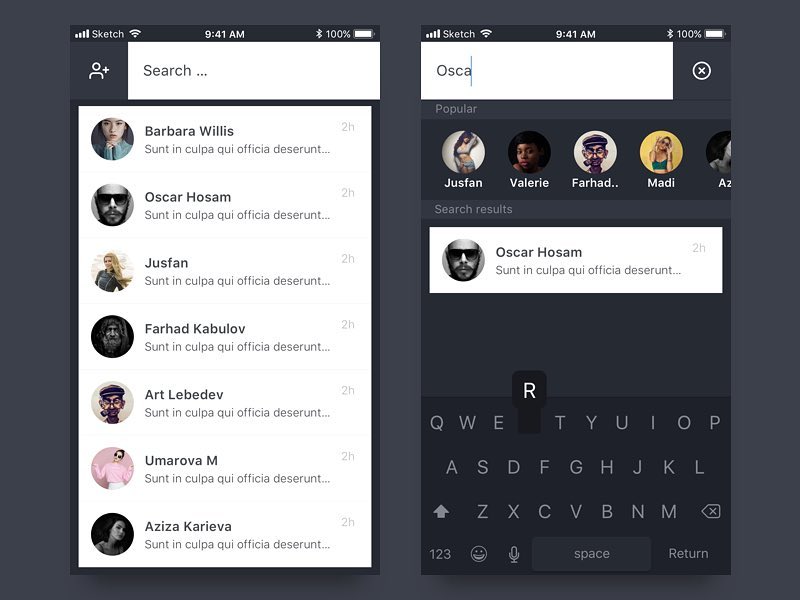 Sketch 9:41 AM 100%
Search ...
Barbara Willis 2h
Sunt in culpa qui officia deserunt...
Oscar Hosam 2h
Sunt in culpa qui officia deserunt...
Jusfan 2h
Sunt in culpa qui officia deserunt...
Farhad Kabulov 2h
Sunt in culpa qui officia deserunt...
Art Lebedev 2h
Sunt in culpa qui officia deserunt...
Umarova M 2h
Sunt in culpa qui officia deserunt...
Aziza Karieva 2h
Sunt in culpa qui officia deserunt...
Sketch 9:41 AM 100%
Osca
Popular
Jusfan Valerie Farhad.. Madi Az
Search results
Oscar Hosam 2h
Sunt in culpa qui officia deserunt...
R
Q W E T Y U I O P
A S D F G H J K L
Z X C V B N M
123 space Return